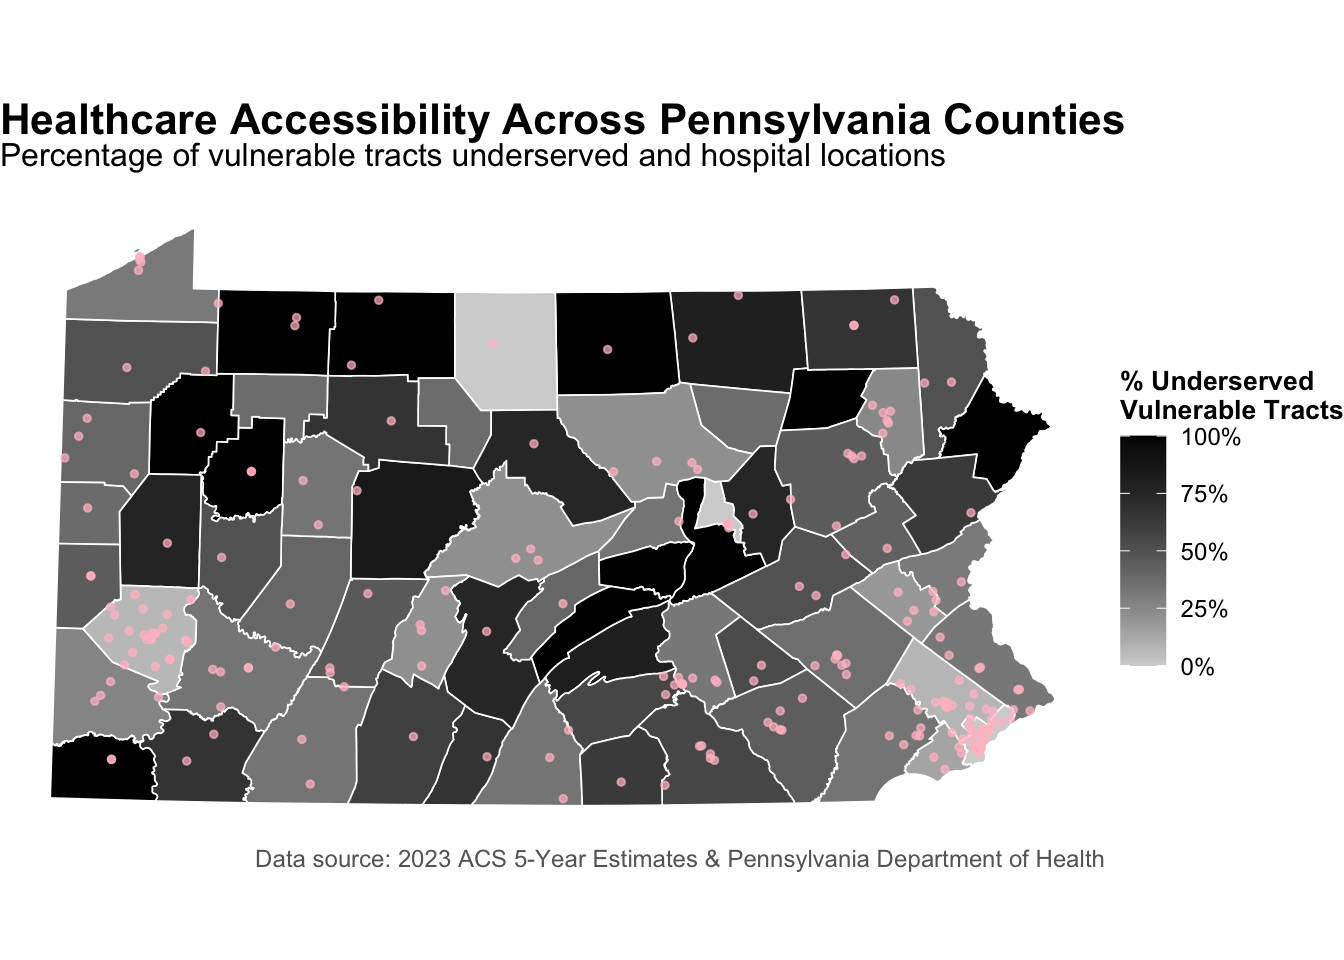 Healthcare Accessibility Across Pennsylvania Counties
Percentage of vulnerable tracts underserved and hospital locations
% Underserved
Vulnerable Tracts
100%
75%
50%
25%
0%
Data source: 2023 ACS 5-Year Estimates & Pennsylvania Department of Health